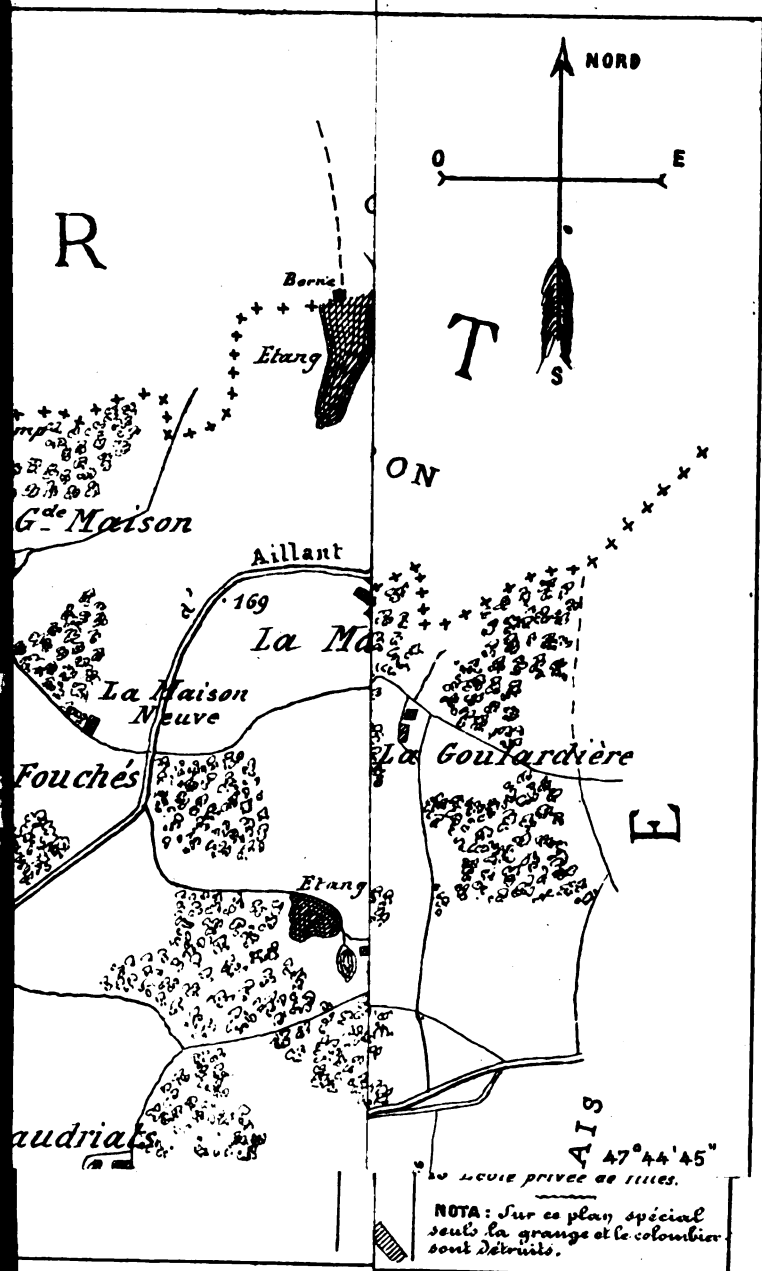 NORD
O
E
R
Borne
Etang
T
S
ON
Gde Maison
Aillant
d'
169
La Ma
La Maison
Neuve
La Goulardière
Fouchés
E
Etang
audriats
AIS
47°44'45"
Ecole privée de filles.
NOTA: Sur ce plan spécial
seuls la grange et le colombier
sont détruits.